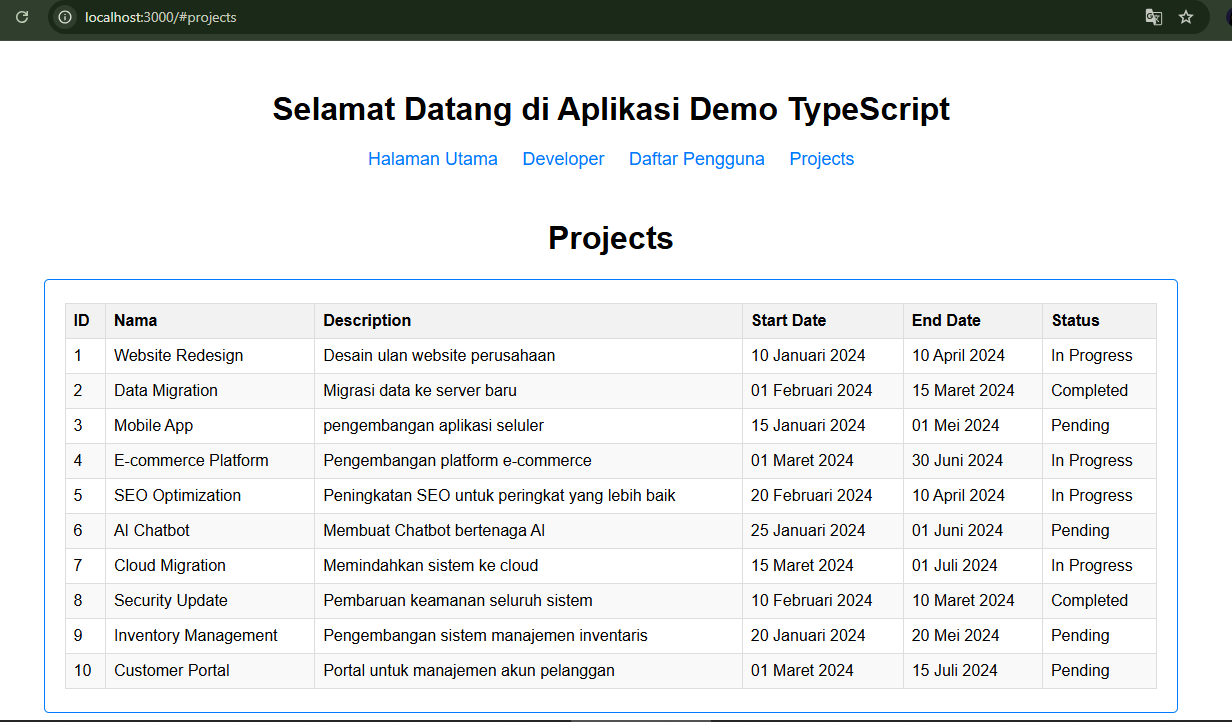 localhost:3000/#projects
Selamat Datang di Aplikasi Demo TypeScript
Halaman Utama Developer Daftar Pengguna Projects
Projects
ID Nama Description Start Date End Date Status
1 Website Redesign Desain ulan website perusahaan 10 Januari 2024 10 April 2024 In Progress
2 Data Migration Migrasi data ke server baru 01 Februari 2024 15 Maret 2024 Completed
3 Mobile App pengembangan aplikasi seluler 15 Januari 2024 01 Mei 2024 Pending
4 E-commerce Platform Pengembangan platform e-commerce 01 Maret 2024 30 Juni 2024 In Progress
5 SEO Optimization Peningkatan SEO untuk peringkat yang lebih baik 20 Februari 2024 10 April 2024 In Progress
6 AI Chatbot Membuat Chatbot bertenaga AI 25 Januari 2024 01 Juni 2024 Pending
7 Cloud Migration Memindahkan sistem ke cloud 15 Maret 2024 01 Juli 2024 In Progress
8 Security Update Pembaruan keamanan seluruh sistem 10 Februari 2024 10 Maret 2024 Completed
9 Inventory Management Pengembangan sistem manajemen inventaris 20 Januari 2024 20 Mei 2024 Pending
10 Customer Portal Portal untuk manajemen akun pelanggan 01 Maret 2024 15 Juli 2024 Pending